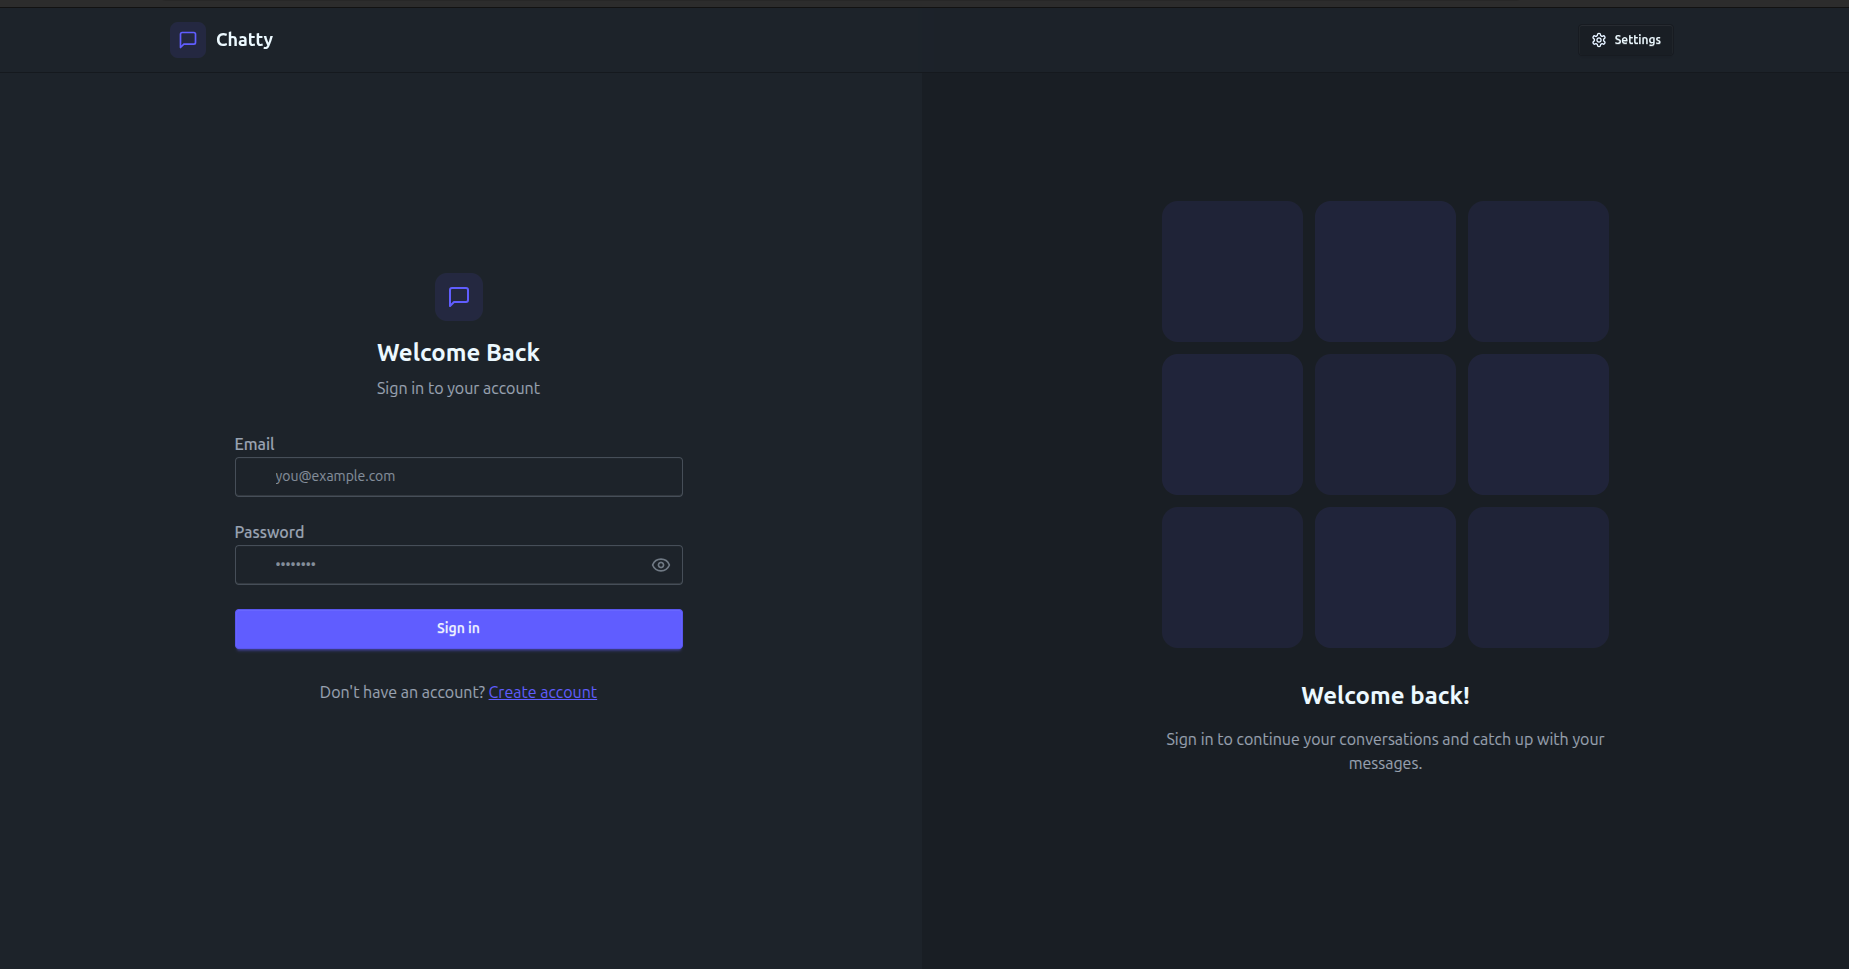 Chatty
Settings
Welcome Back
Sign in to your account
Email
you@example.com
Password
••••••••
Sign in
Don't have an account? Create account
Welcome back!
Sign in to continue your conversations and catch up with your
messages.